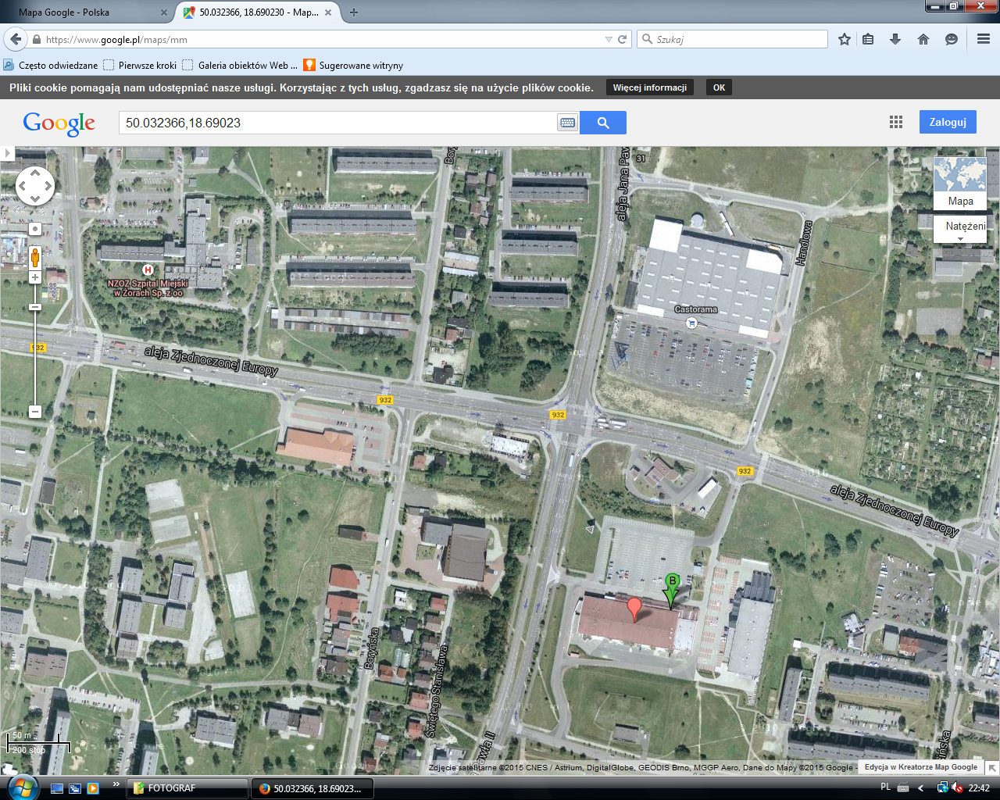 Mapa Google - Polska
50.032366, 18.690230 - Map...
https://www.google.pl/maps/mm
Szukaj
Często odwiedzane
Pierwsze kroki
Galeria obiektów Web ...
Sugerowane witryny
Pliki cookie pomagają nam udostępniać nasze usługi. Korzystając z tych usług, zgadzasz się na użycie plików cookie.
Więcej informacji
OK
Google
50.032366,18.69023
Zaloguj
31
aleja Jana Paw
Mapa
Natężeni
Handlowa
H
NZOZ Szpital Miejski
w Żorach Sp. z oo
Castorama
932
aleja Zjednoczonej Europy
932
932
932
aleja Zjednoczonej Europy
B
Boryńska
Świętego Stanisława
Pawła II
50 m
200 stóp
Zdjęcie satelitarne ©2015 CNES / Astrium, DigitalGlobe, GEODIS Brno, MGGP Aero, Dane do Mapy ©2015 Google -
Edycja w Kreatorze Map Google
FOTOGRAF
50.032366, 18.69023...
PL
22:42